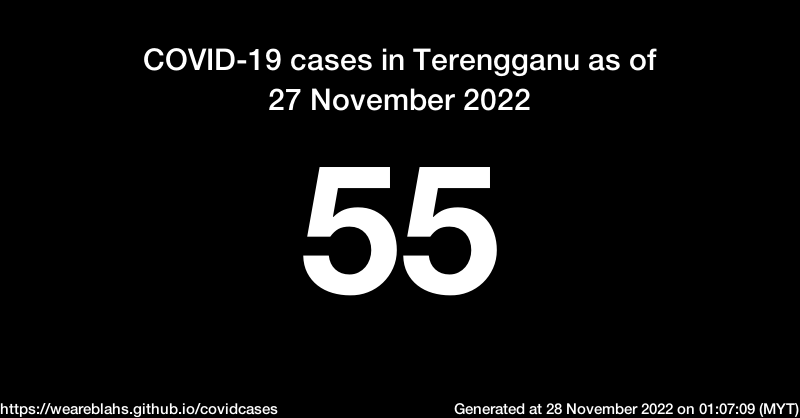 COVID-19 cases in Terengganu as of
27 November 2022
55
https://weareblahs.github.io/covidcases
Generated at 28 November 2022 on 01:07:09 (MYT)